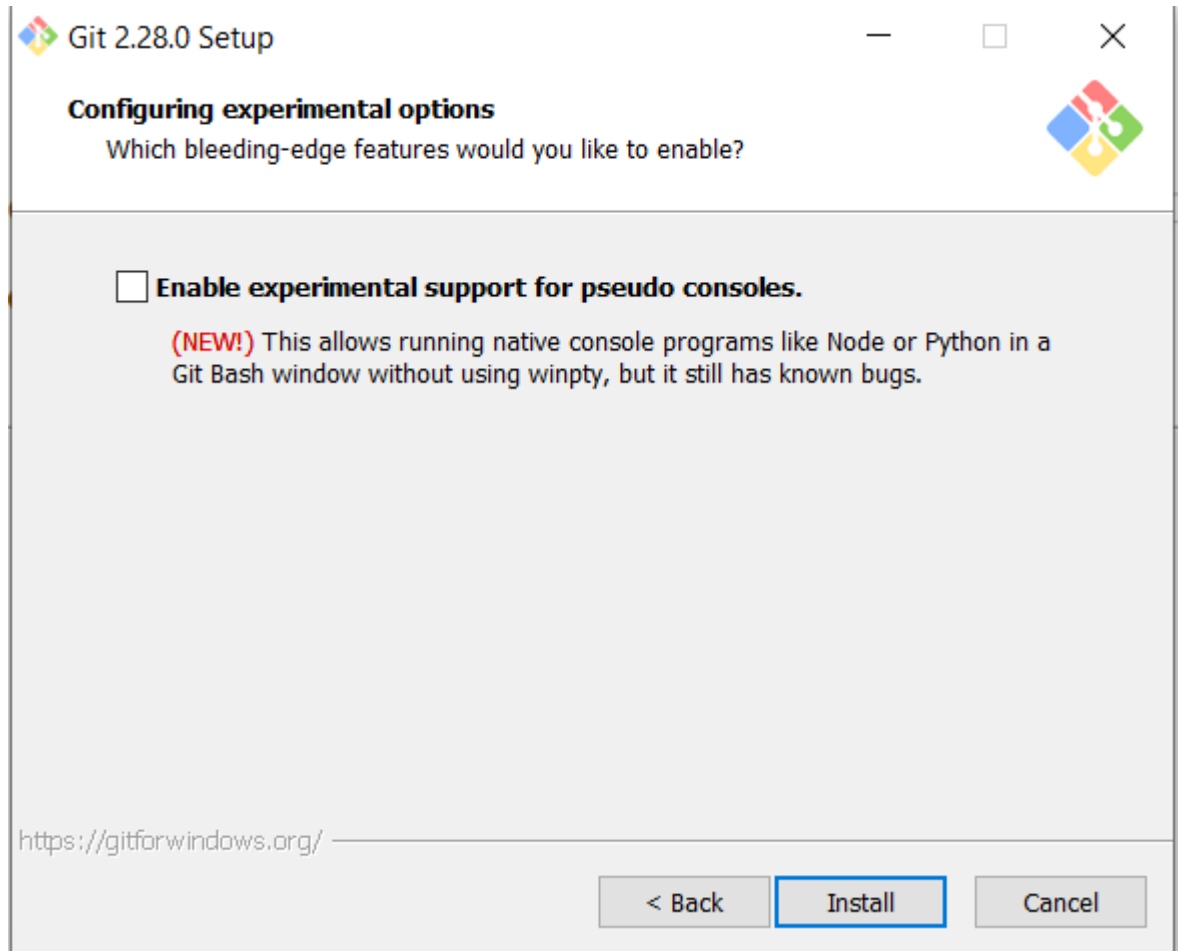 Git 2.28.0 Setup
Configuring experimental options
Which bleeding-edge features would you like to enable?
Enable experimental support for pseudo consoles.
(NEW!) This allows running native console programs like Node or Python in a
Git Bash window without using winpty, but it still has known bugs.
https://gitforwindows.org/
< Back
Install
Cancel